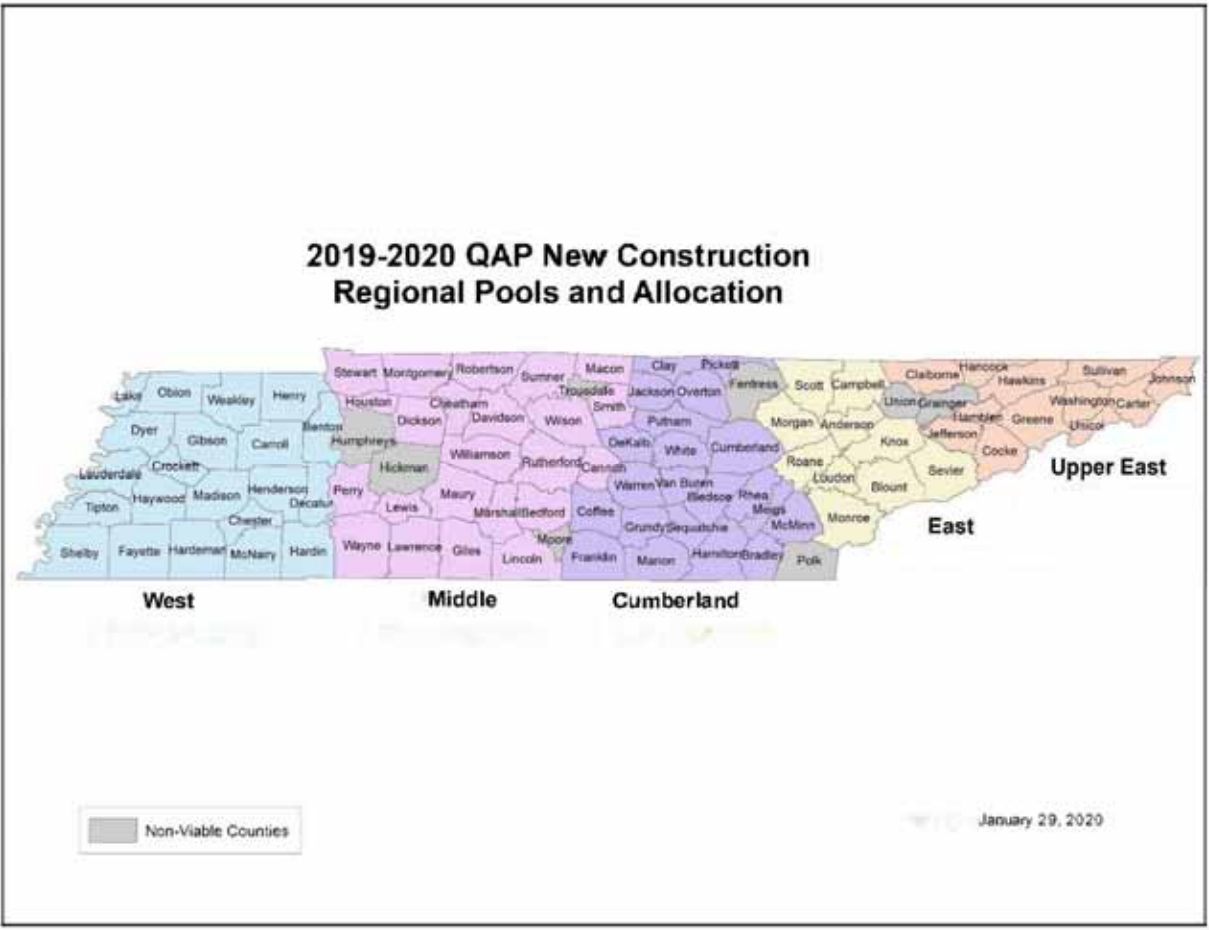 2019-2020 QAP New Construction
Regional Pools and Allocation
Stewart Montgomery Robertson Sumner Macon Clay Pickett
Trousdale Jackson Overton Fentress Scott Campbell Claiborne Hancock Hawkins Sullivan Johnson
Lake Obion Weakley Henry Houston Cheatham Smith Union Grainger Washington Carter
Dyer Benton Dickson Davidson Wilson Putnam Morgan Anderson Hamblen Greene Unicoi
Gibson Carroll Humphreys DeKalb White Cumberland Knox Jefferson
Lauderdale Crockett Hickman Williamson Rutherford Cannon Roane Loudon Sevier Cocke
Tipton Haywood Madison Henderson Decatur Perry Maury Warren Van Buren Bledsoe Rhea Blount
Chester Lewis Marshall Bedford Coffee Grundy Sequatchie Meigs McMinn Monroe
Shelby Fayette Hardeman McNairy Hardin Wayne Lawrence Giles Lincoln Moore Franklin Marion Hamilton Bradley Polk
Upper East
East
West Middle Cumberland
Non-Viable Counties
January 29, 2020